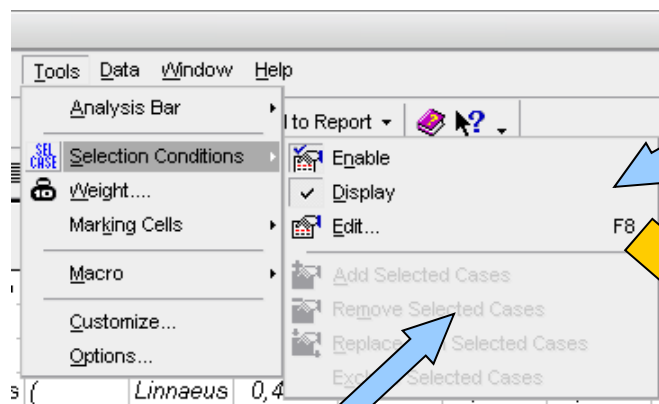 Tools Data Window Help
Analysis Bar
to Report
Selection Conditions
SEL CASE
Weight....
Marking Cells
Macro
Customize...
Options...
Enable
Display
Edit... F8
Add Selected Cases
Remove Selected Cases
Replace Selected Cases
Selected Cases
Linnaeus 0,4